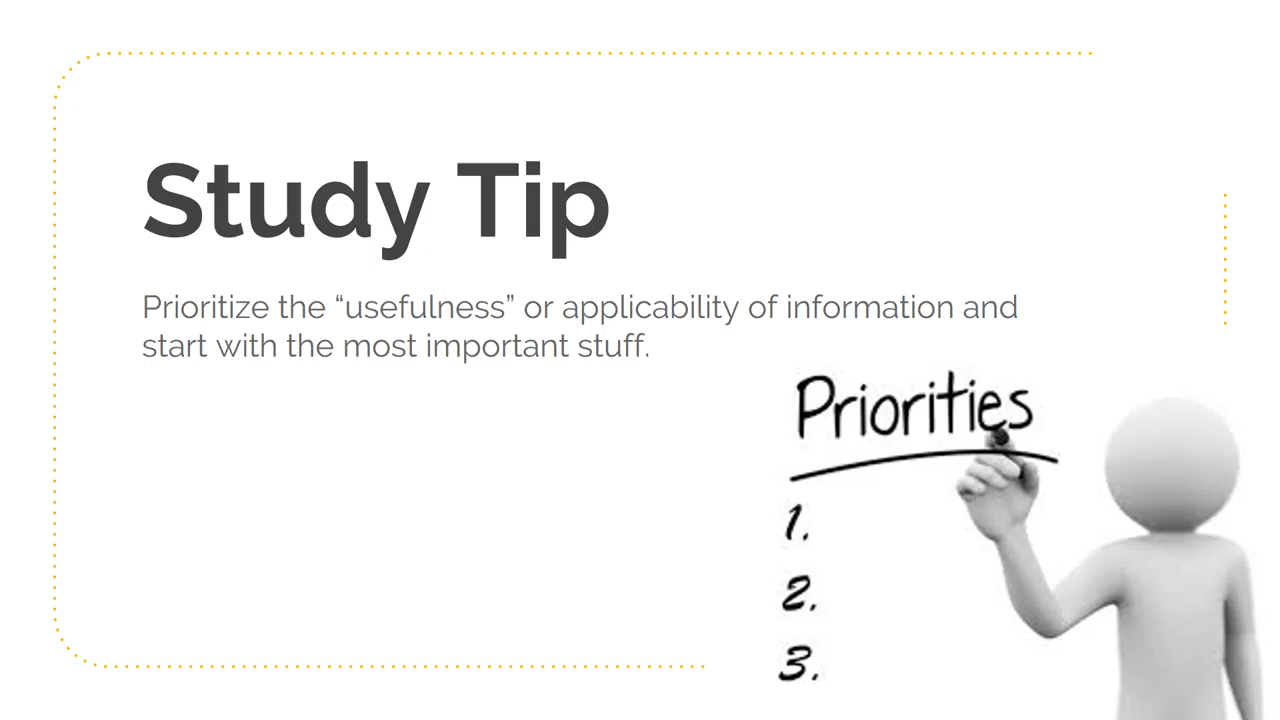 Study Tip
Prioritize the “usefulness” or applicability of information and
start with the most important stuff.
Priorities
1.
2.
3.